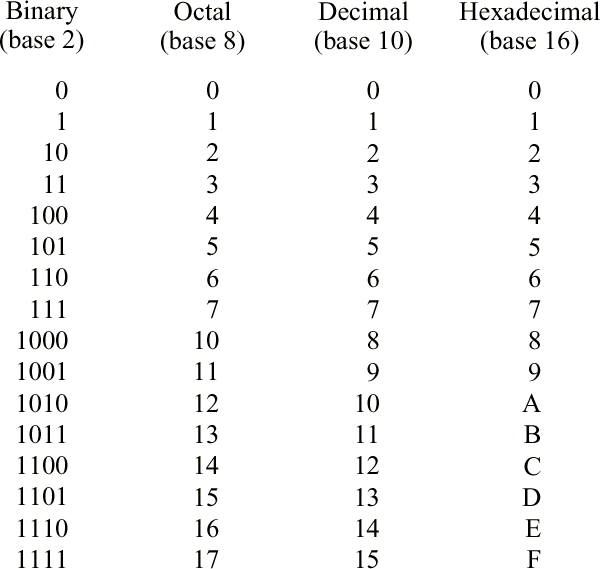 Binary Octal Decimal Hexadecimal
(base 2) (base 8) (base 10) (base 16)
0 0 0 0
1 1 1 1
10 2 2 2
11 3 3 3
100 4 4 4
101 5 5 5
110 6 6 6
111 7 7 7
1000 10 8 8
1001 11 9 9
1010 12 10 A
1011 13 11 B
1100 14 12 C
1101 15 13 D
1110 16 14 E
1111 17 15 F